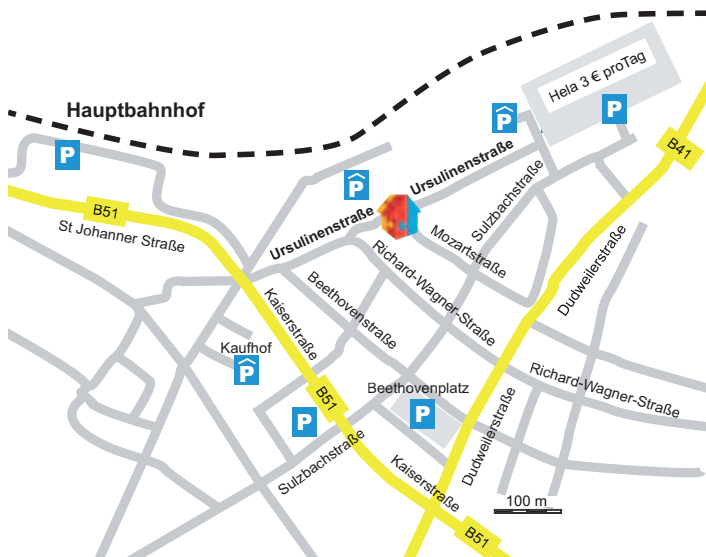 Hela 3 € proTag
Hauptbahnhof
P
P
P
P
B41
B51
St Johanner Straße
Ursulinenstraße
Ursulinenstraße
Sulzbachstraße
Mozartstraße
Dudweilerstraße
Richard-Wagner-Straße
Beethovenstraße
Kaiserstraße
Kaufhof
P
B51
Beethovenplatz
P
P
Richard-Wagner-Straße
Dudweilerstraße
Sulzbachstraße
Kaiserstraße
100 m
B51